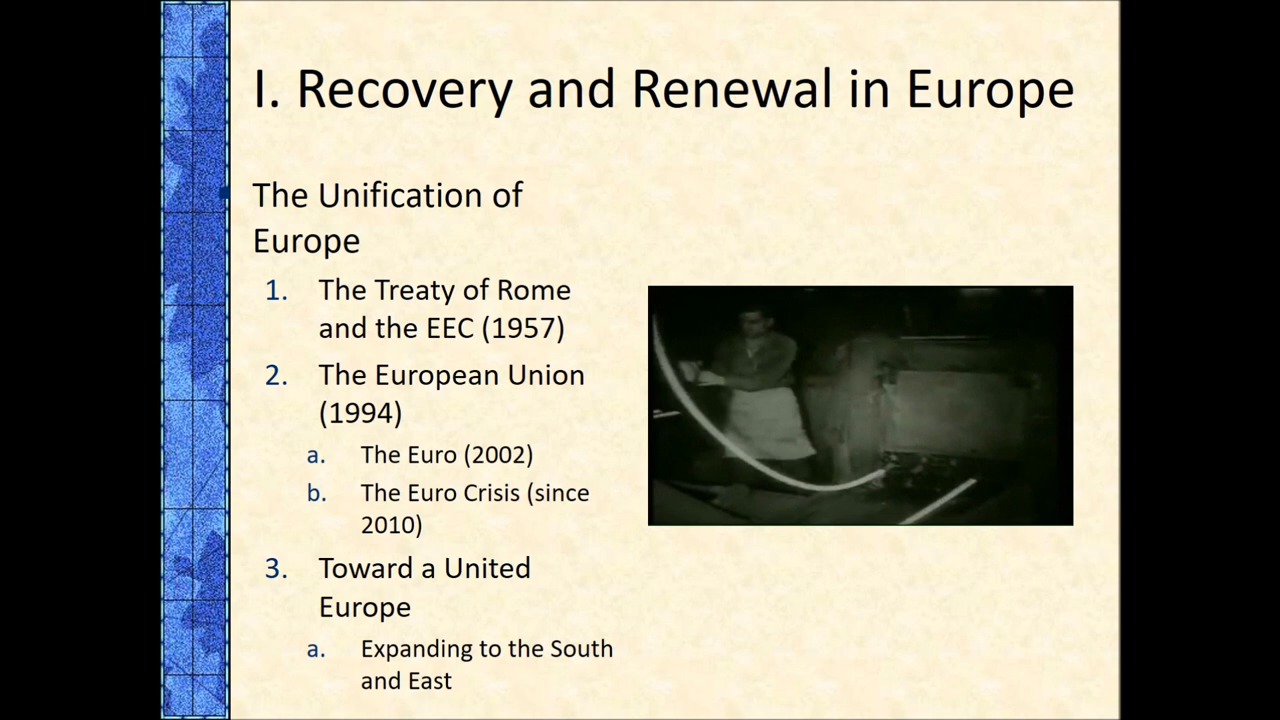 I. Recovery and Renewal in Europe
The Unification of
Europe
1. The Treaty of Rome
and the EEC (1957)
2. The European Union
(1994)
a. The Euro (2002)
b. The Euro Crisis (since
2010)
3. Toward a United
Europe
a. Expanding to the South
and East